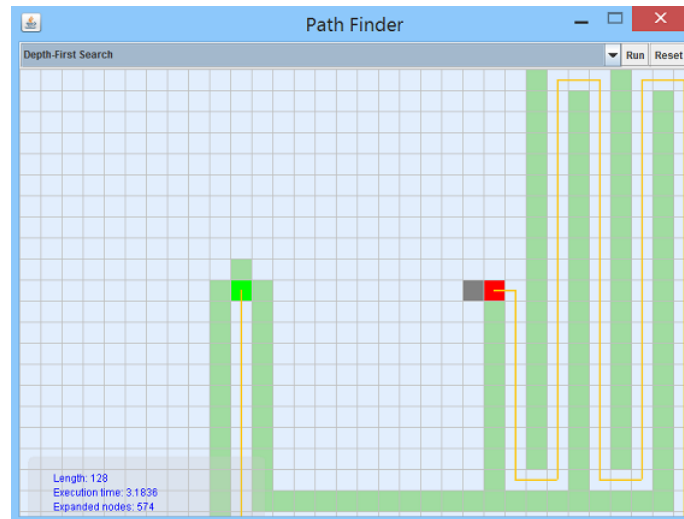 Path Finder
Depth-First Search
Run Reset
Length: 128
Execution time: 3.1836
Expanded nodes: 574